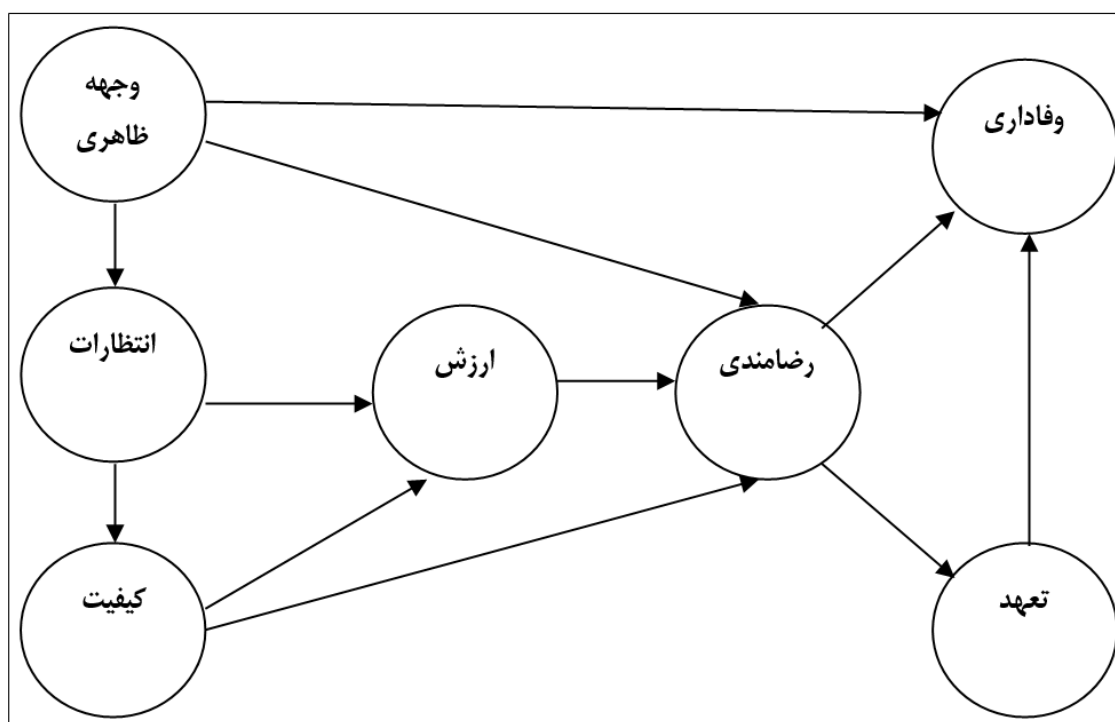 وجهه
ظاهری
وفاداری
انتظارات
ارزش
رضامندی
کیفیت
تعهد